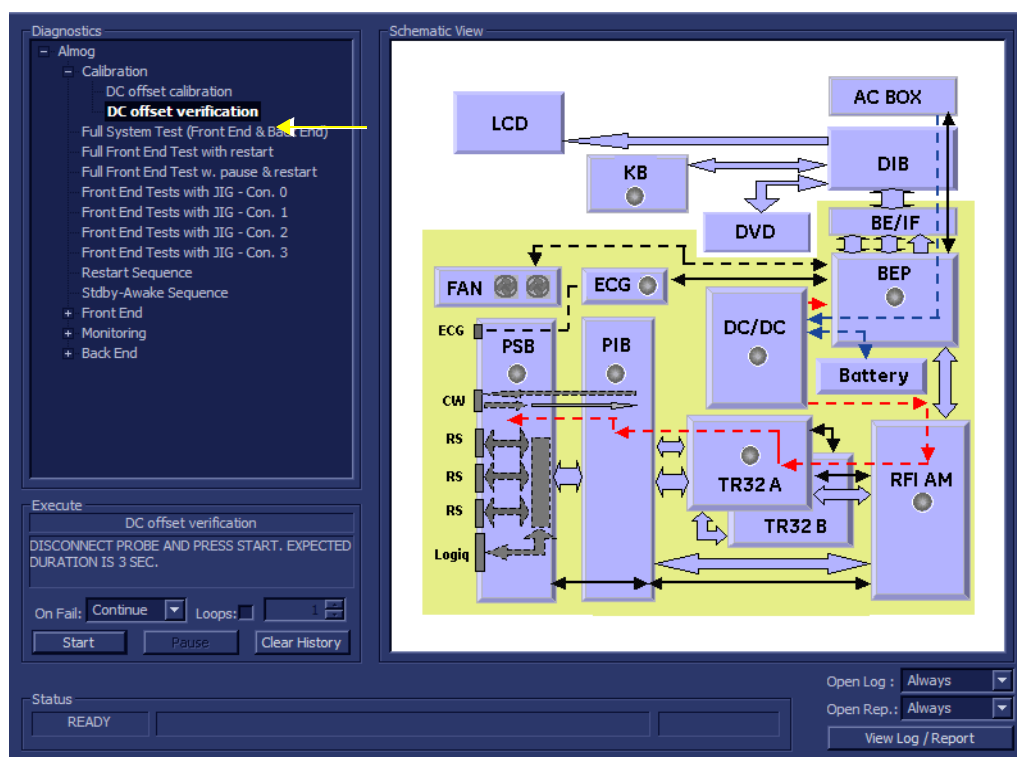 Diagnostics
Almog
Calibration
DC offset calibration
DC offset verification
Full System Test (Front End & Back End)
Full Front End Test with restart
Full Front End Test w. pause & restart
Front End Tests with JIG - Con. 0
Front End Tests with JIG - Con. 1
Front End Tests with JIG - Con. 2
Front End Tests with JIG - Con. 3
Restart Sequence
Stdby-Awake Sequence
Front End
Monitoring
Back End
Execute
DC offset verification
DISCONNECT PROBE AND PRESS START. EXPECTED
DURATION IS 3 SEC.
On Fail: Continue Loops: 1
Start Pause Clear History
Schematic View
AC BOX
LCD
DIB
KB
DVD
BE/IF
BEP
FAN
ECG
DC/DC
ECG
PSB
PIB
Battery
CW
RS
RS
RS
TR32 A
RFI AM
TR32 B
Logiq
Status
READY
Open Log : Always
Open Rep.: Always
View Log / Report